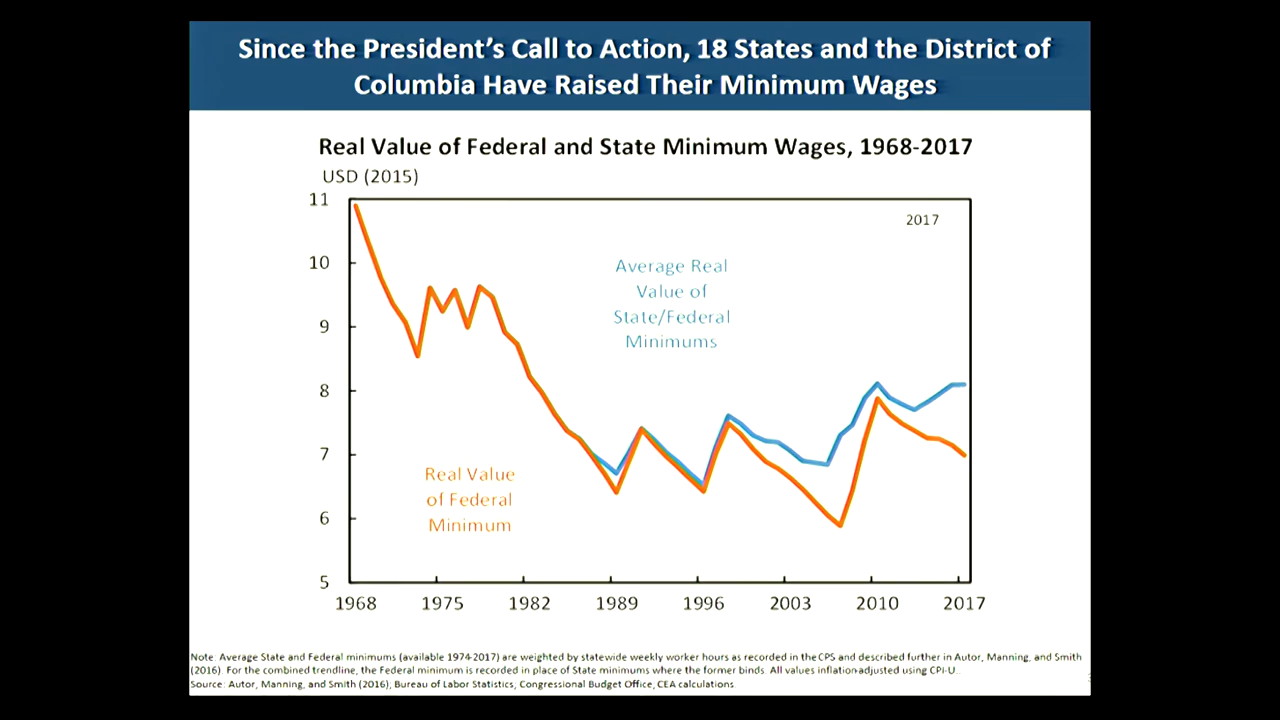 Since the President's Call to Action, 18 States and the District of
Columbia Have Raised Their Minimum Wages
Real Value of Federal and State Minimum Wages, 1968-2017
USD (2015)
11
2017
10
Average Real
Value of
State/Federal
Minimums
9
8
7
Real Value
of Federal
Minimum
6
5
1968 1975 1982 1989 1996 2003 2010 2017
Note: Average State and Federal minimums (available 1974-2017) are weighted by statewide weekly worker hours as recorded in the CPS and described further in Autor, Manning, and Smith
(2016). For the combined trendline, the Federal minimum is recorded in place of State minimums where the former binds. All values inflation-adjusted using CPI-U.
Source: Autor, Manning, and Smith (2016), Bureau of Labor Statistics, Congressional Budget Office, CEA calculations.